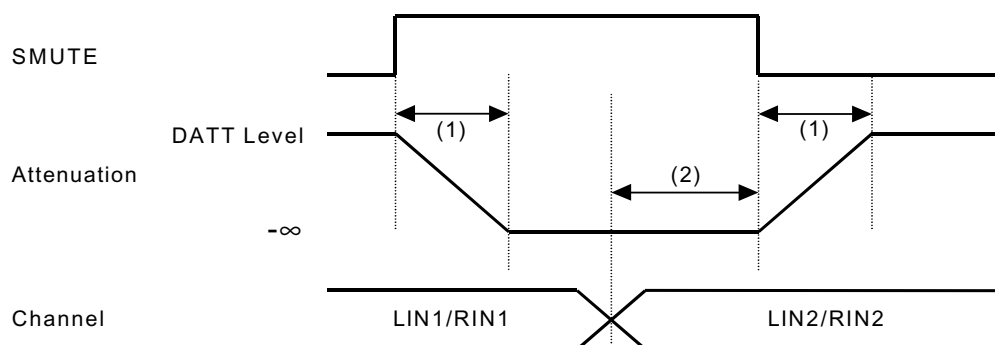 SMUTE
(1)
(1)
DATT Level
Attenuation
(2)
-∞
Channel
LIN1/RIN1
LIN2/RIN2